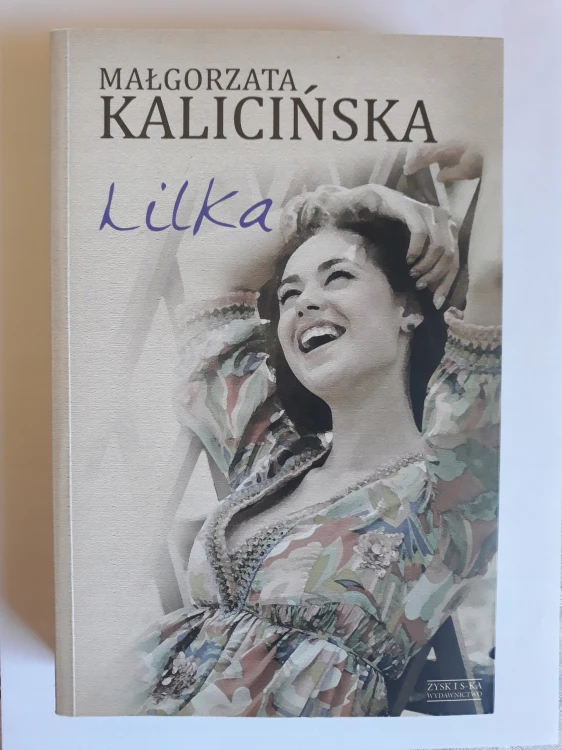 MAŁGORZATA
KALICIŃSKA
Lilka
ZYSK I S-KA
WYDAWNICTWO